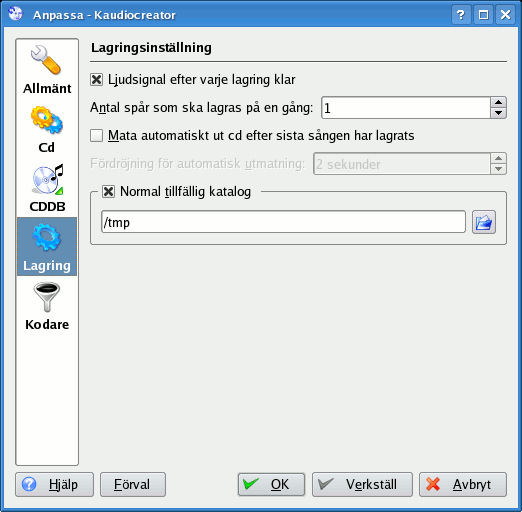 Anpassa - Kaudiocreator
Allmänt
Cd
CDDB
Lagring
Kodare
Lagringsinställning
Ljudsignal efter varje lagring klar
Antal spår som ska lagras på en gång: 1
Mata automatiskt ut cd efter sista sången har lagrats
Fördröjning för automatisk utmatning: 2 sekunder
Normal tillfällig katalog
/tmp
Hjälp Förval OK Verkställ Avbryt